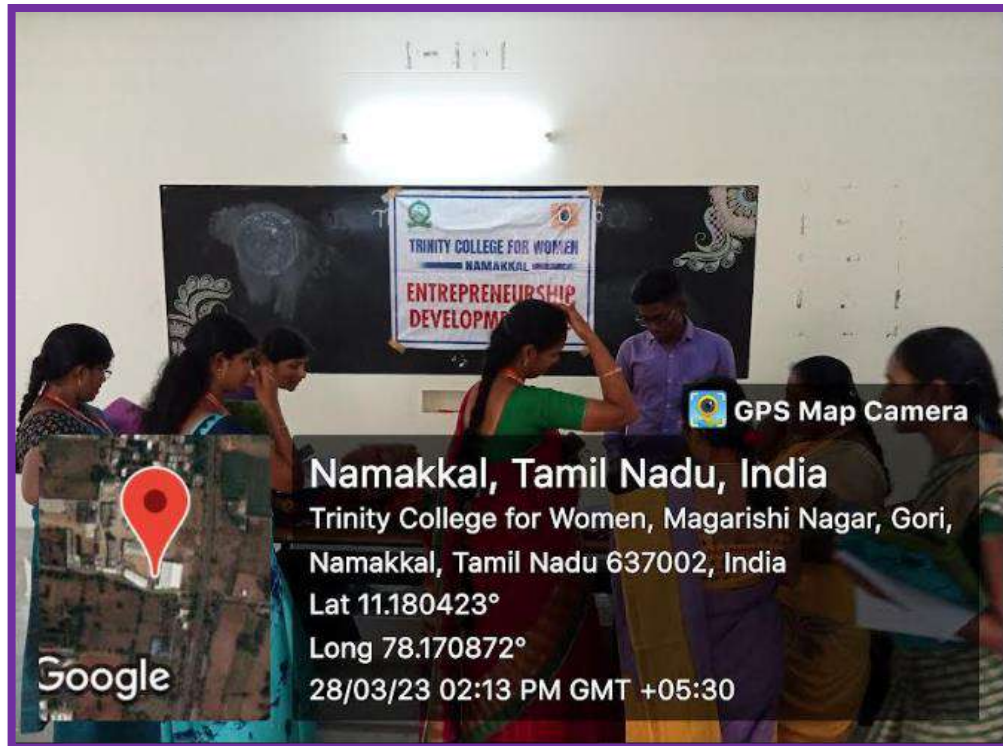 TRINITY COLLEGE FOR WOMEN
NAMAKKAL
ENTREPRENEURSHIP
GPS Map Camera
Namakkal, Tamil Nadu, India
Trinity College for Women, Magarishi Nagar, Gori,
Namakkal, Tamil Nadu 637002, India
Lat 11.180423°
Long 78.170872°
28/03/23 02:13 PM GMT +05:30
Google